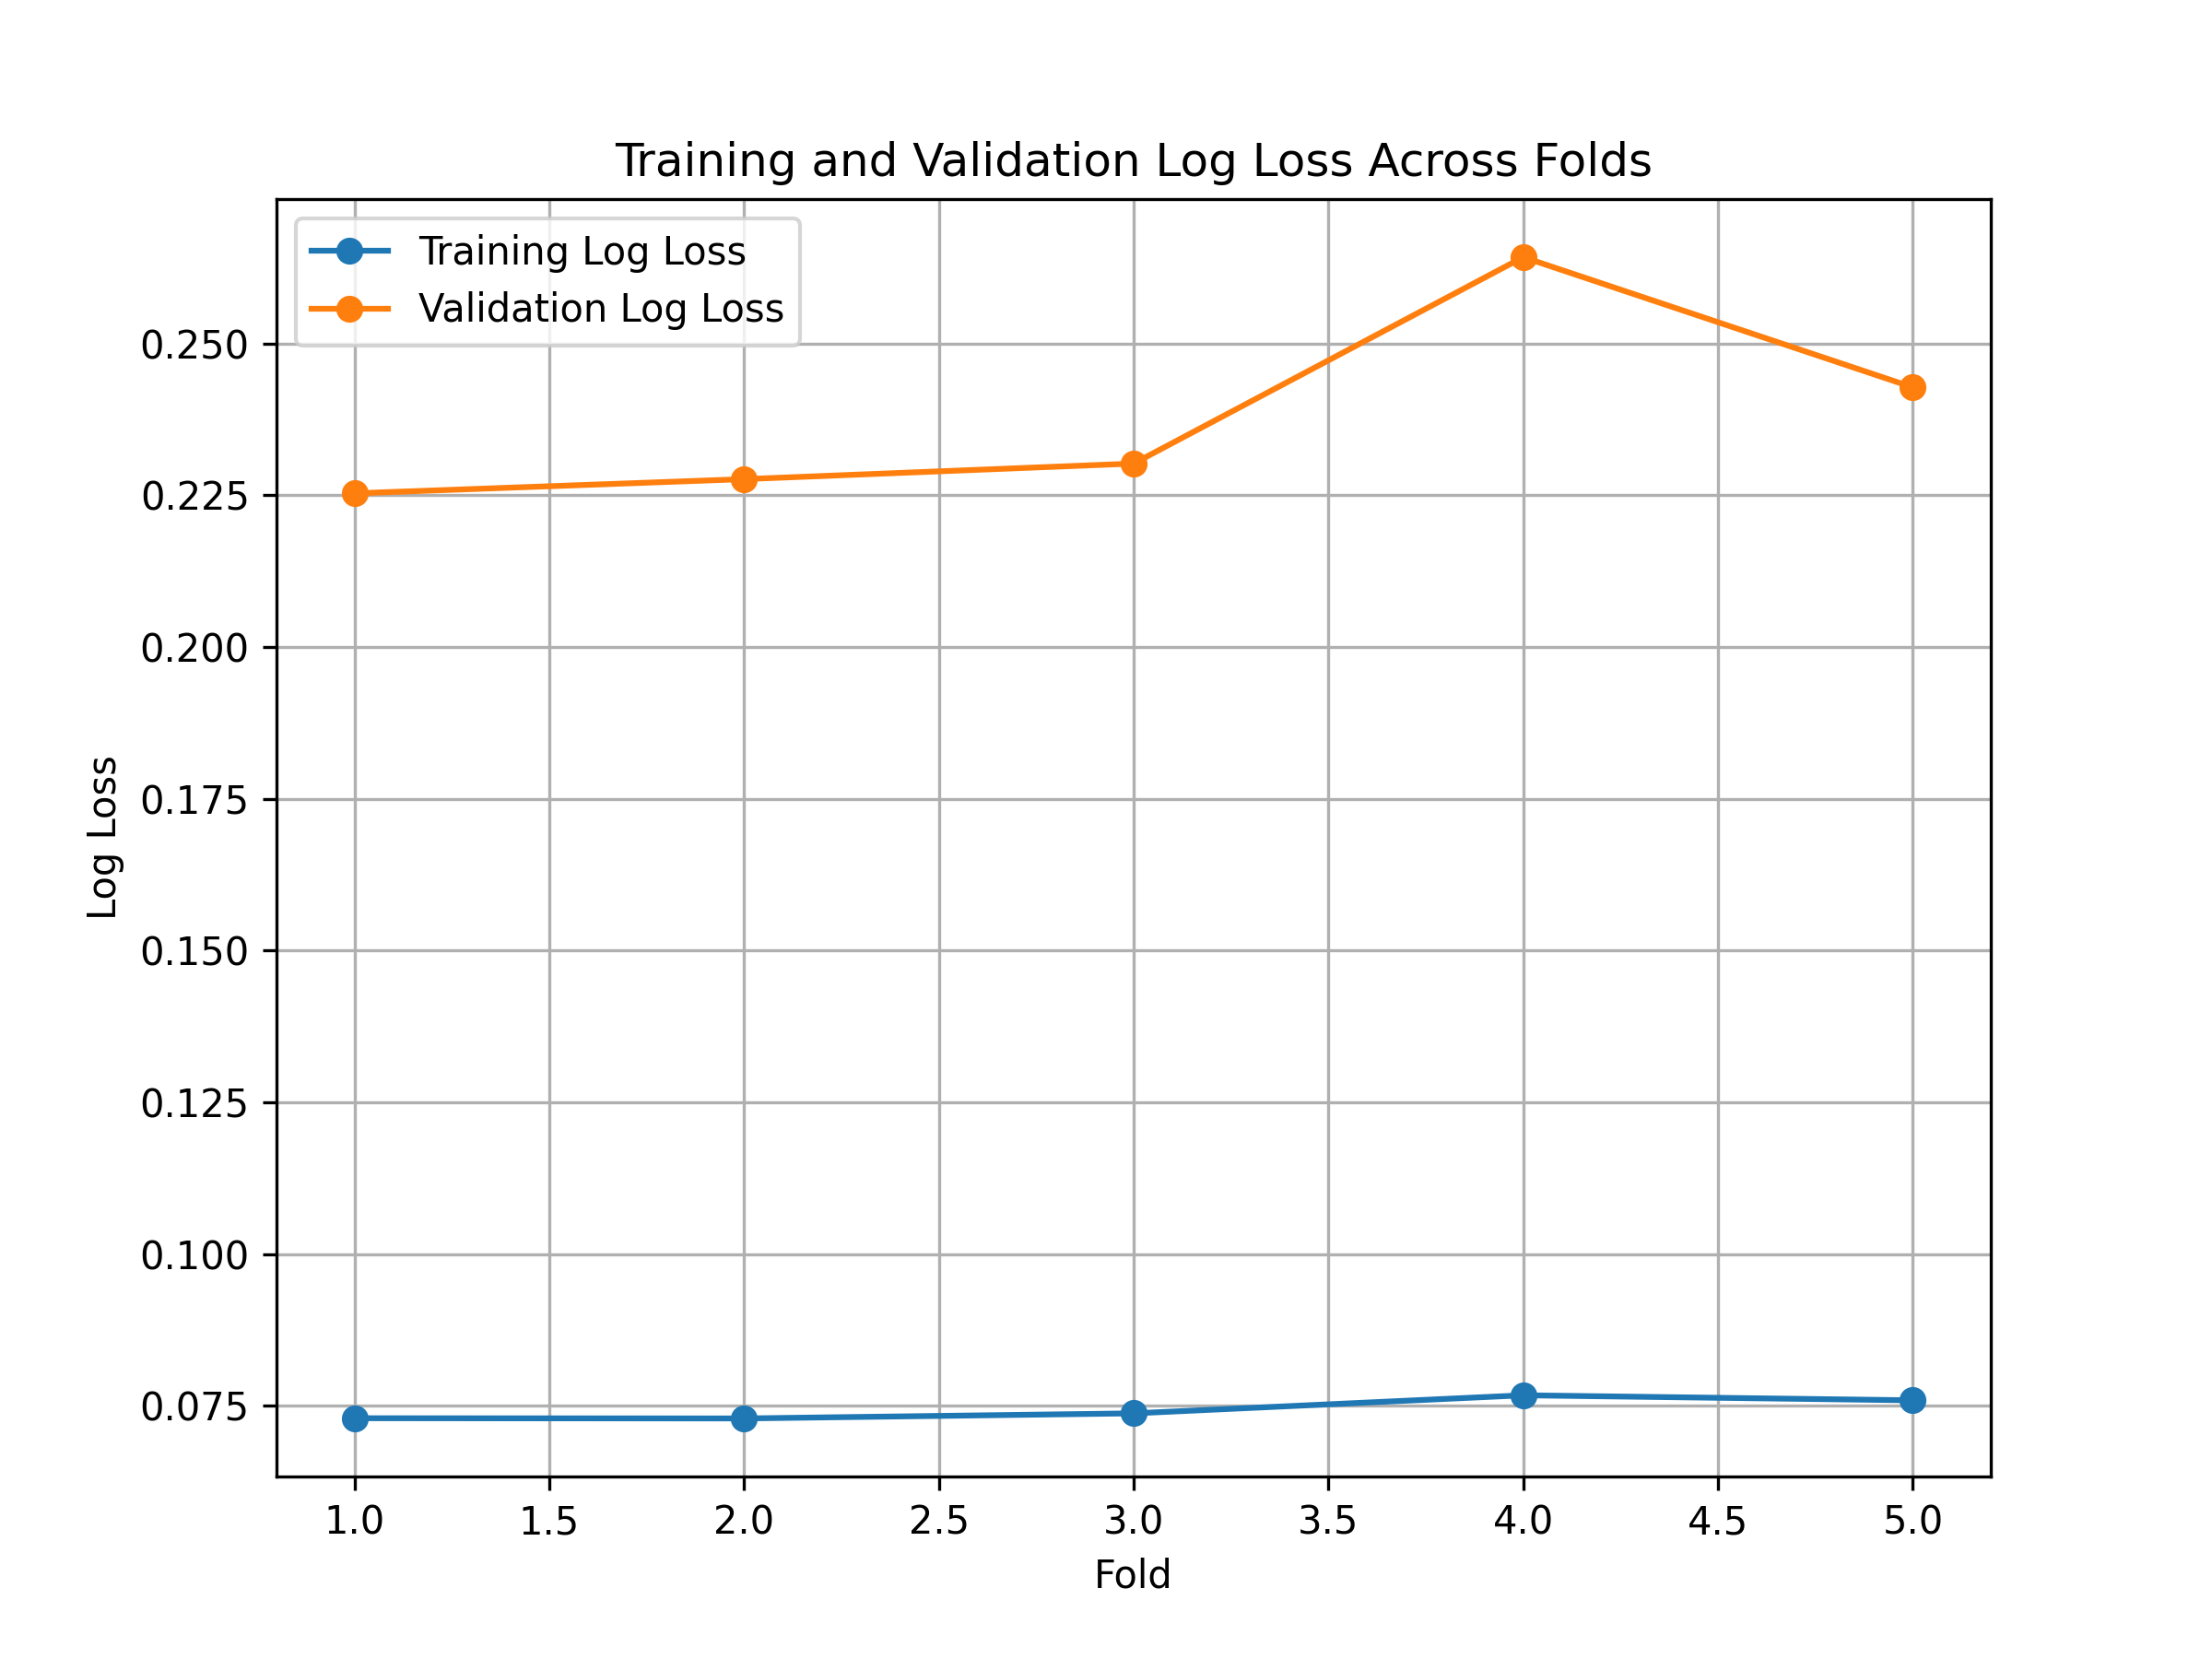 Training and Validation Log Loss Across Folds
Training Log Loss
Validation Log Loss
0.250
0.225
0.200
0.175
0.150
0.125
0.100
0.075
Log Loss
1.0 1.5 2.0 2.5 3.0 3.5 4.0 4.5 5.0
Fold